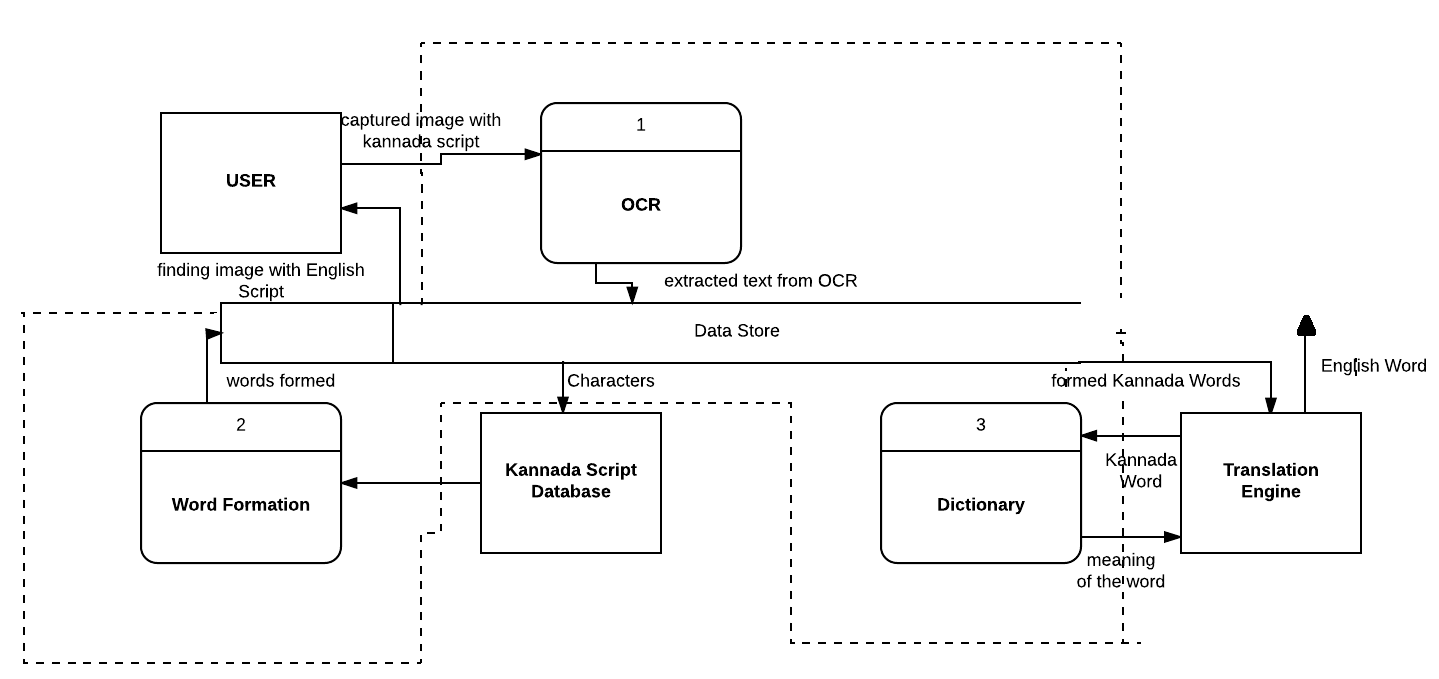 captured image with
kannada script
1
USER
OCR
finding image with English
Script
extracted text from OCR
Data Store
words formed
Characters
formed Kannada Words
English Word
2
Word Formation
Kannada Script
Database
3
Dictionary
Kannada
Word
Translation
Engine
meaning
of the word